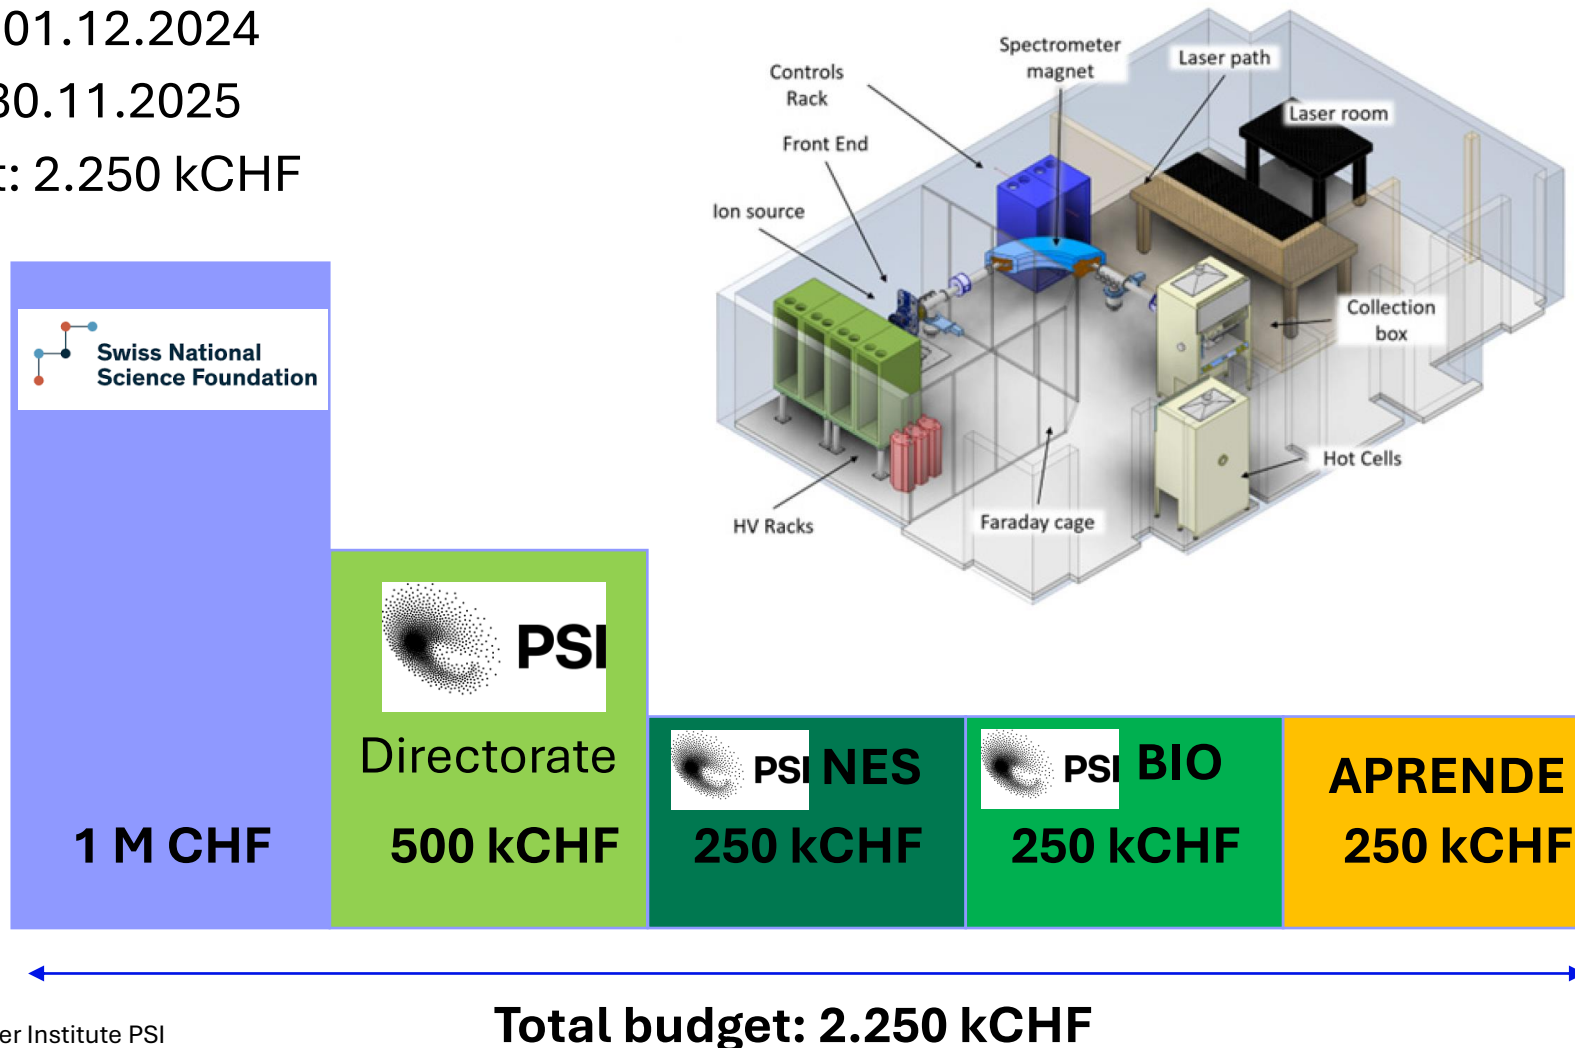 01.12.2024
30.11.2025
t: 2.250 kCHF
Spectrometer
magnet
Laser path
Controls
Rack
Laser room
Front End
Ion source
Collection
box
Hot Cells
HV Racks
Faraday cage
Swiss National
Science Foundation
PSI
Directorate
PSI NES
PSI BIO
APRENDE
1 M CHF
500 kCHF
250 kCHF
250 kCHF
250 kCHF
Total budget: 2.250 kCHF
er Institute PSI